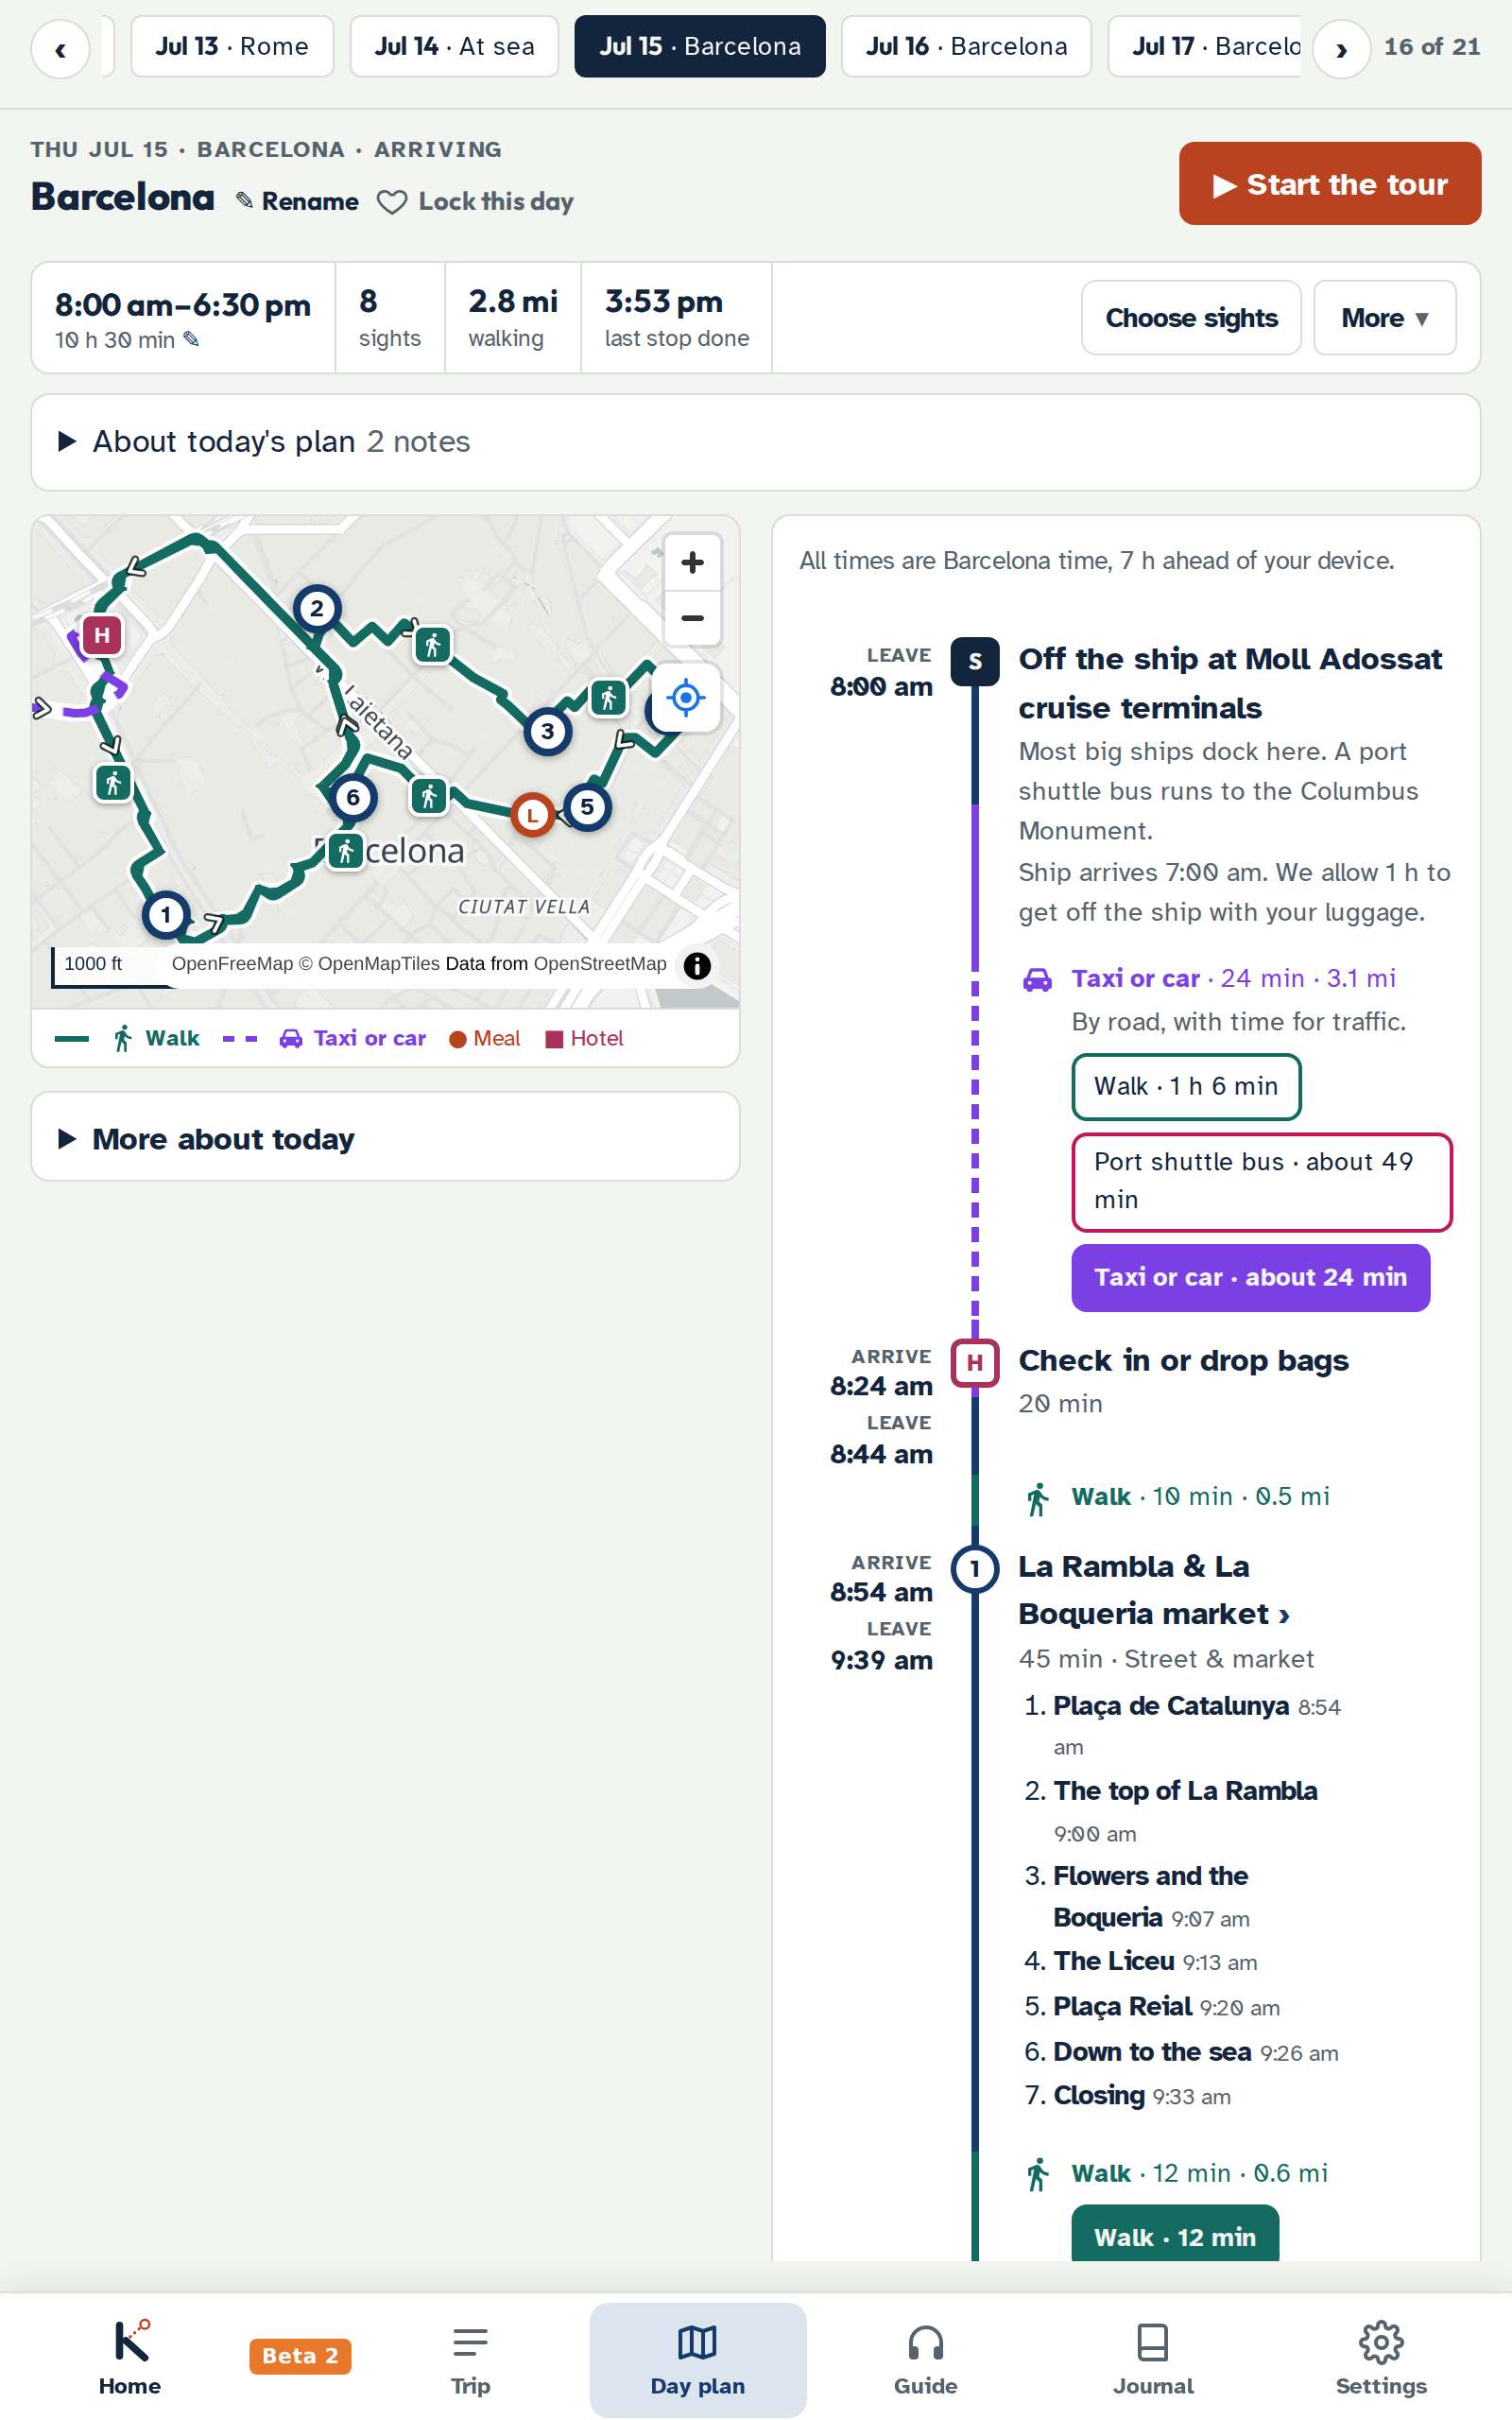 ‹
Jul 13 · Rome
Jul 14 · At sea
Jul 15 · Barcelona
Jul 16 · Barcelona
Jul 17 · Barcelo
›
16 of 21
THU JUL 15 · BARCELONA · ARRIVING
Barcelona ✎ Rename Lock this day
▶ Start the tour
8:00 am–6:30 pm
10 h 30 min ✎
8
sights
2.8 mi
walking
3:53 pm
last stop done
Choose sights
More ▼
▶ About today's plan 2 notes
H
2
3
Laietana
6
L
5
celona
1
CIUTAT VELLA
+
−
1000 ft
OpenFreeMap © OpenMapTiles Data from OpenStreetMap
Walk
Taxi or car
Meal
Hotel
▶ More about today
All times are Barcelona time, 7 h ahead of your device.
LEAVE
8:00 am
S
Off the ship at Moll Adossat
cruise terminals
Most big ships dock here. A port
shuttle bus runs to the Columbus
Monument.
Ship arrives 7:00 am. We allow 1 h to
get off the ship with your luggage.
Taxi or car · 24 min · 3.1 mi
By road, with time for traffic.
Walk · 1 h 6 min
Port shuttle bus · about 49
min
Taxi or car · about 24 min
ARRIVE
8:24 am
LEAVE
8:44 am
H
Check in or drop bags
20 min
Walk · 10 min · 0.5 mi
ARRIVE
8:54 am
LEAVE
9:39 am
1
La Rambla & La
Boqueria market ›
45 min · Street & market
1. Plaça de Catalunya 8:54
am
2. The top of La Rambla
9:00 am
3. Flowers and the
Boqueria 9:07 am
4. The Liceu 9:13 am
5. Plaça Reial 9:20 am
6. Down to the sea 9:26 am
7. Closing 9:33 am
Walk · 12 min · 0.6 mi
Walk · 12 min
Home
Beta 2
Trip
Day plan
Guide
Journal
Settings